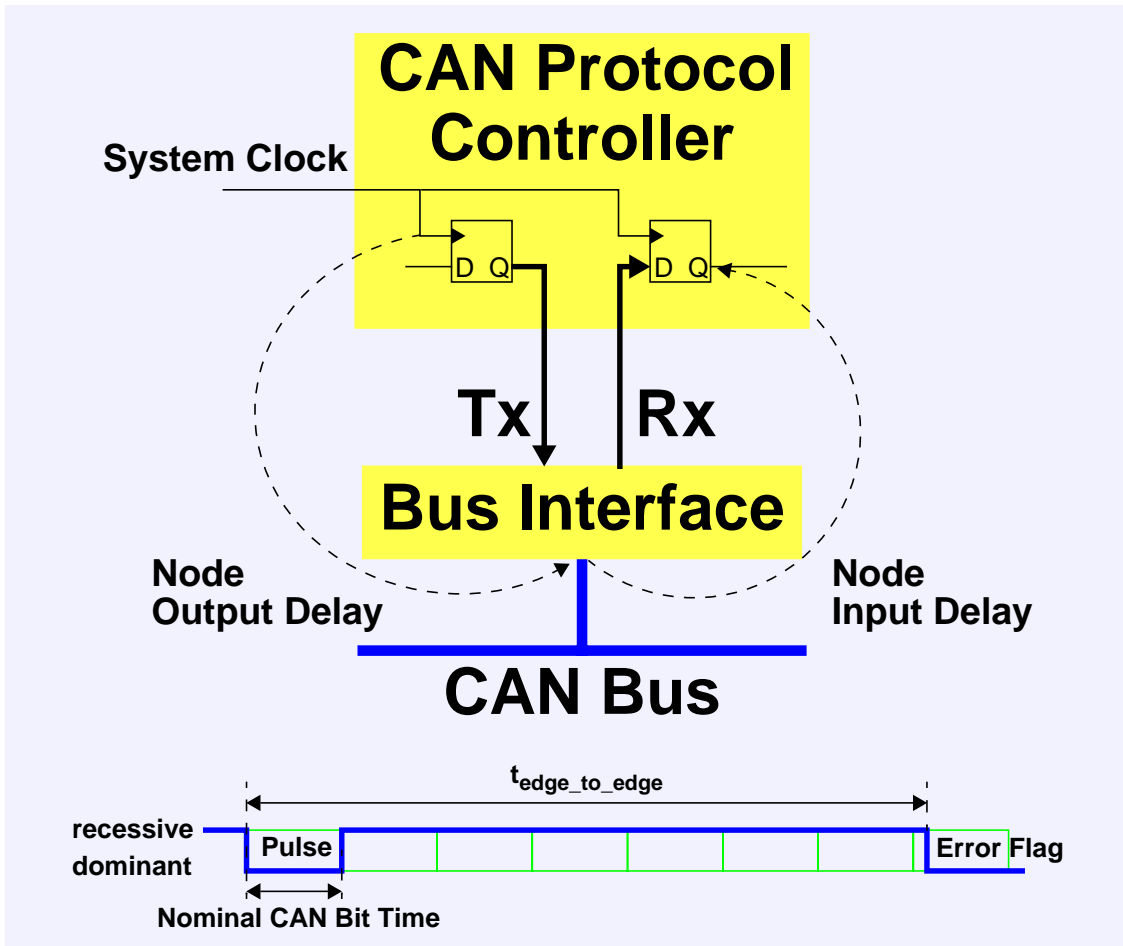 CAN Protocol
Controller
System Clock
D Q
D Q
Tx
Rx
Bus Interface
Node
Output Delay
Node
Input Delay
CAN Bus
t_edge_to_edge
recessive
dominant
Pulse
Error Flag
Nominal CAN Bit Time